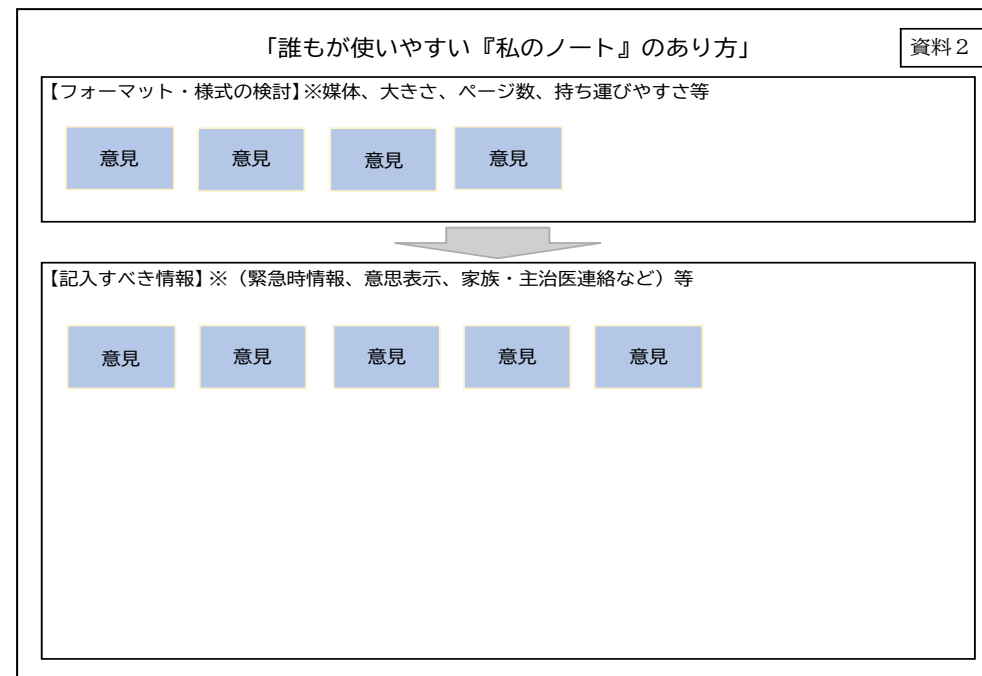 「誰もが使いやすい『私のノート』のあり方」
資料２
【フォーマット・様式の検討】※媒体、大きさ、ページ数、持ち運びやすさ等
意見 意見 意見 意見
【記入すべき情報】※（緊急時情報、意思表示、家族・主治医連絡など）等
意見 意見 意見 意見 意見